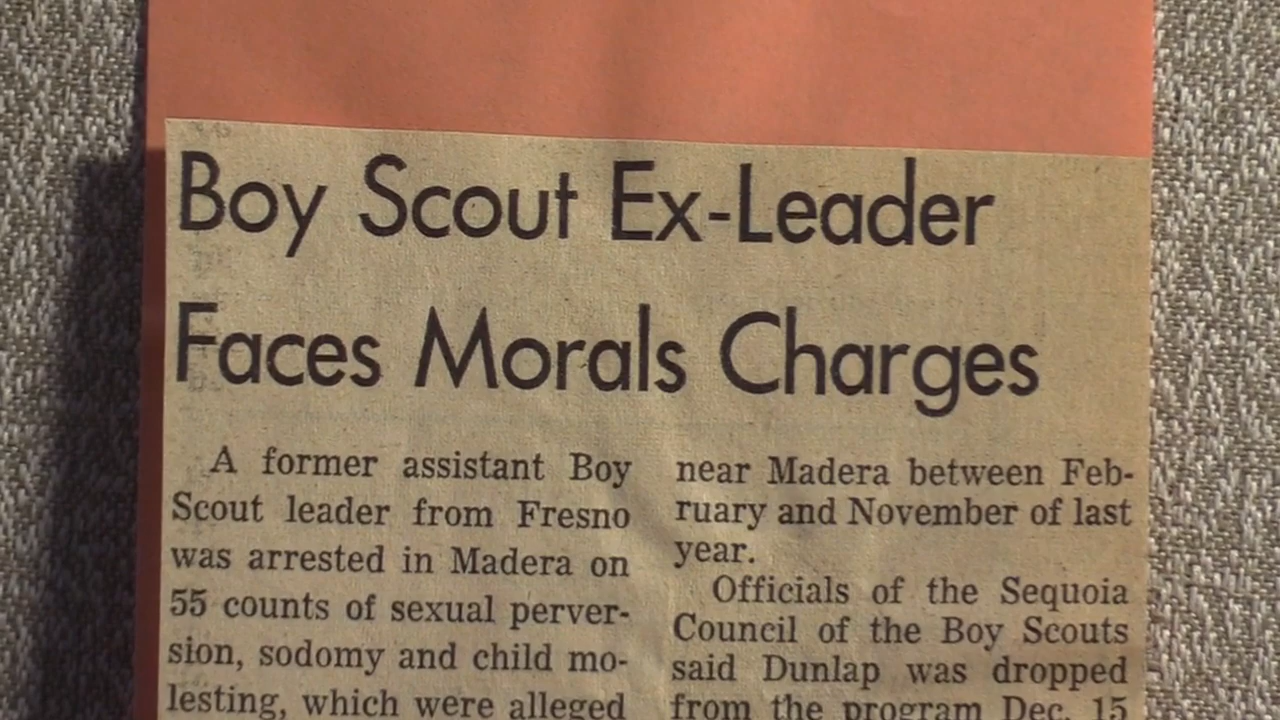 Boy Scout Ex-Leader
Faces Morals Charges
A former assistant Boy
Scout leader from Fresno
was arrested in Madera on
55 counts of sexual perver-
sion, sodomy and child mo-
lesting, which were alleged
near Madera between Feb-
ruary and November of last
year.
Officials of the Sequoia
Council of the Boy Scouts
said Dunlap was dropped
from the program Dec. 15